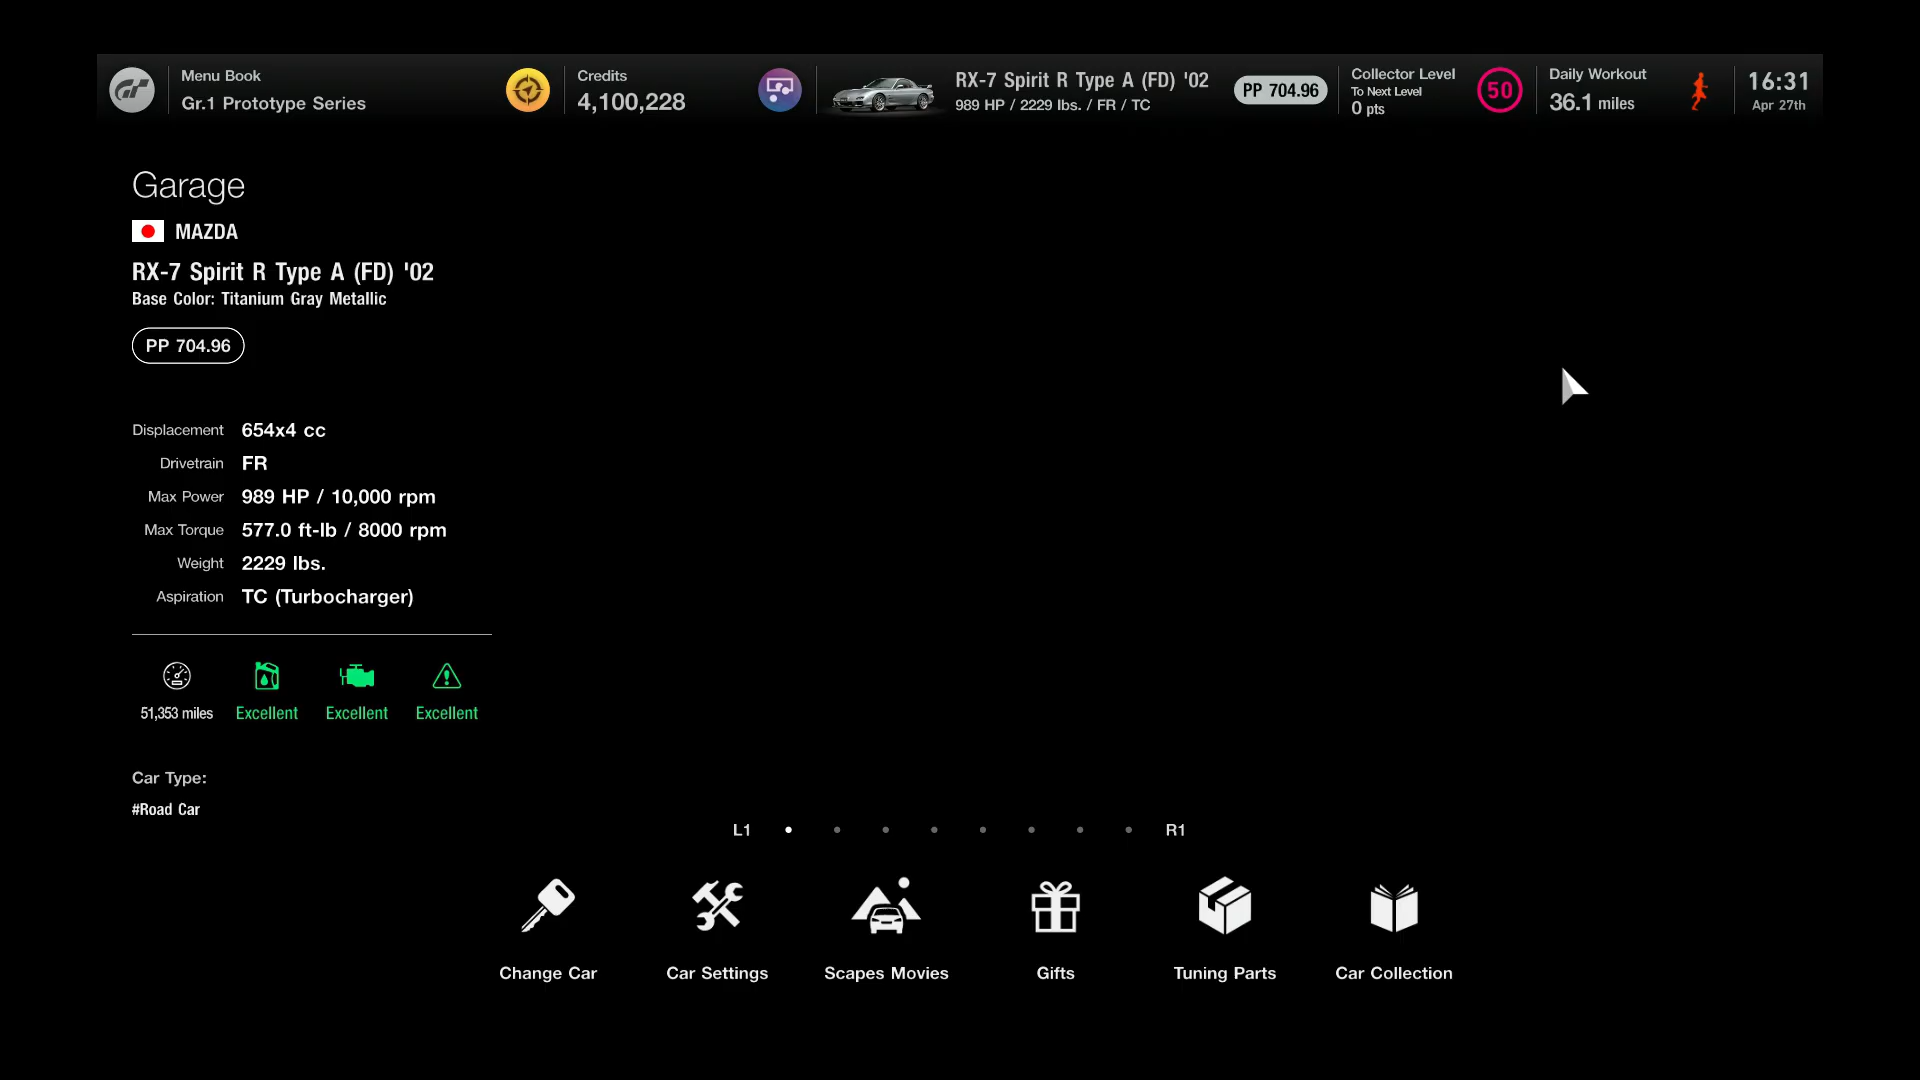 Menu Book
Gr.1 Prototype Series
Credits
4,100,228
RX-7 Spirit R Type A (FD) '02
989 HP / 2229 lbs. / FR / TC
PP 704.96
Collector Level
To Next Level
0 pts
50
Daily Workout
36.1 miles
16:31
Apr 27th
Garage
MAZDA
RX-7 Spirit R Type A (FD) '02
Base Color: Titanium Gray Metallic
PP 704.96
Displacement 654x4 cc
Drivetrain FR
Max Power 989 HP / 10,000 rpm
Max Torque 577.0 ft-lb / 8000 rpm
Weight 2229 lbs.
Aspiration TC (Turbocharger)
51,353 miles Excellent Excellent Excellent
Car Type:
#Road Car
L1 R1
Change Car Car Settings Scapes Movies Gifts Tuning Parts Car Collection